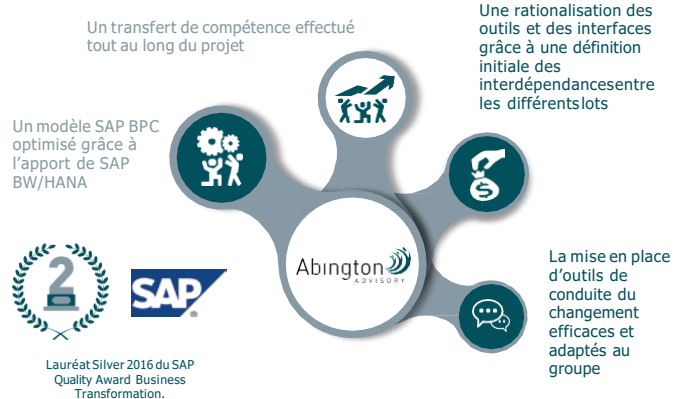 Un transfert de compétence effectué
tout au long du projet
Une rationalisation des
outils et des interfaces
grâce à une définition
initiale des
interdépendancesentre
les différentslots
Un modèle SAP BPC
optimisé grâce à
l'apport de SAP
BW/HANA
$
Abington
ADVISORY
2
SAP
®
La mise en place
d'outils de
conduite du
changement
efficaces et
adaptés au
groupe
Lauréat Silver 2016 du SAP
Quality Award Business
Transformation.